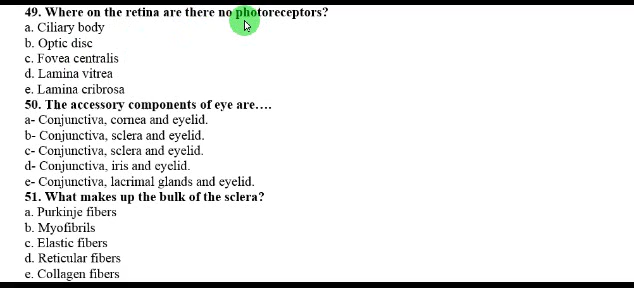 49. Where on the retina are there no photoreceptors?
a. Ciliary body
b. Optic disc
c. Fovea centralis
d. Lamina vitrea
e. Lamina cribrosa
50. The accessory components of eye are….
a- Conjunctiva, cornea and eyelid.
b- Conjunctiva, sclera and eyelid.
c- Conjunctiva, sclera and eyelid.
d- Conjunctiva, iris and eyelid.
e- Conjunctiva, lacrimal glands and eyelid.
51. What makes up the bulk of the sclera?
a. Purkinje fibers
b. Myofibrils
c. Elastic fibers
d. Reticular fibers
e. Collagen fibers